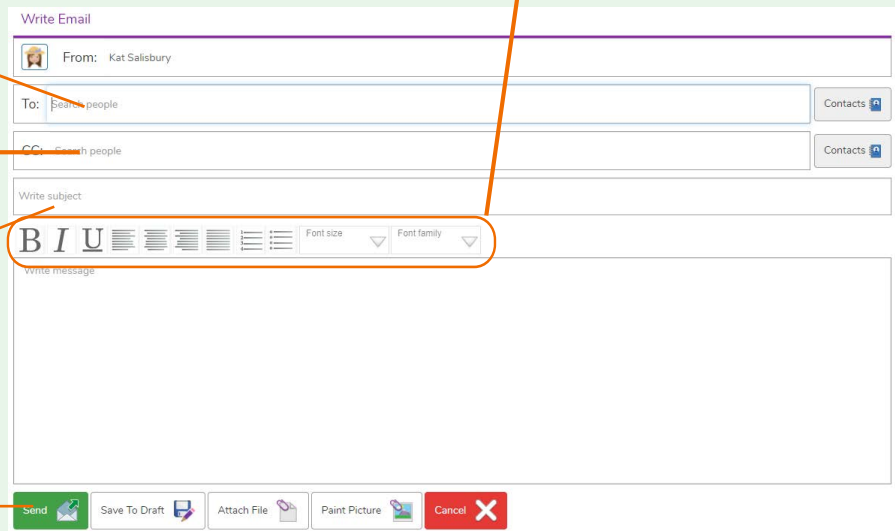 Write Email
From: Kat Salisbury
To: Search people Contacts
CC: Search people Contacts
Write subject
B I U Font size Font family
Write message
Send Save To Draft Attach File Paint Picture Cancel